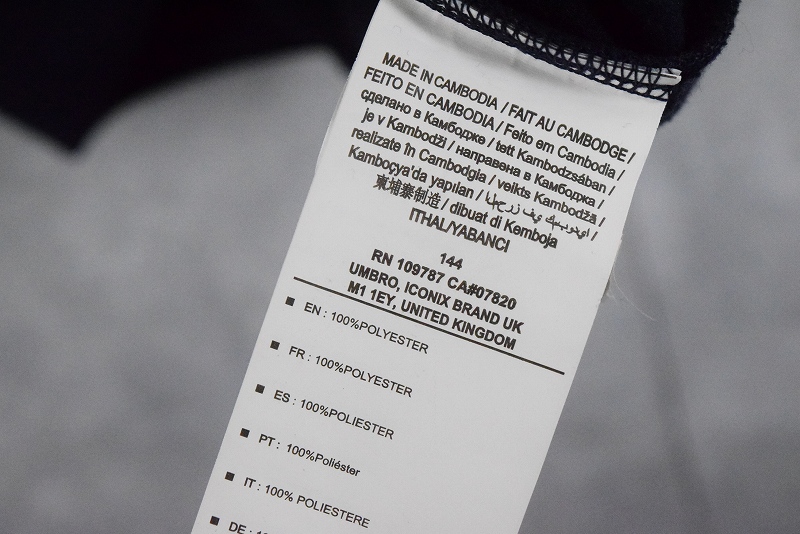 MADE IN CAMBODIA / FAIT AU CAMBODGE /
FEITO EN CAMBODIA / Feito em Cambodia /
сделано в Камбодже / tett Kambodzsában /
je v Kambodži / направена в Камбоджа /
realizate în Cambodgia / veikts Kambodžā /
Kamboçya'da yapılan /
柬埔寨制造 / dibuat di Kemboja
ITHAL/YABANCI
144
RN 109787 CA#07820
UMBRO, ICONIX BRAND UK
M1 1EY, UNITED KINGDOM
EN : 100%POLYESTER
FR : 100%POLYESTER
ES : 100%POLIESTER
PT : 100%Poliéster
IT : 100% POLIESTERE
DE :